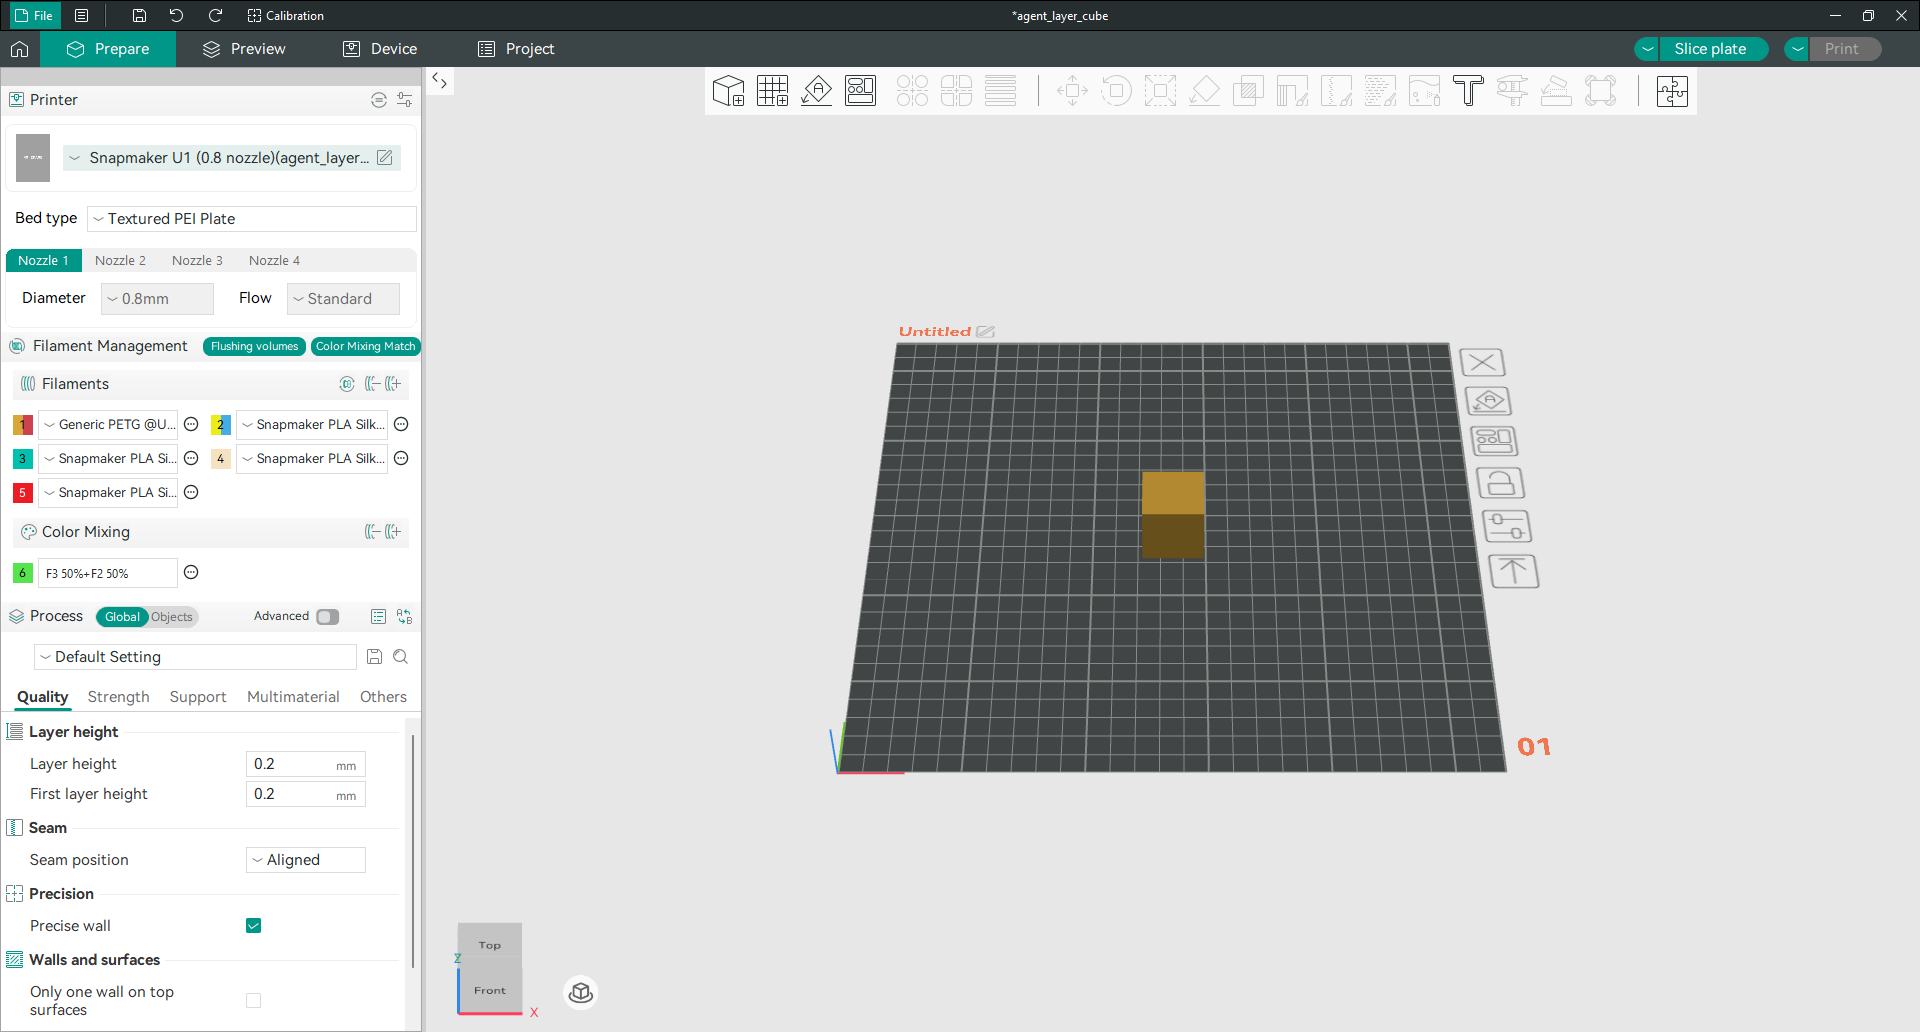 File
Calibration
*agent_layer_cube
Prepare
Preview
Device
Project
Slice plate
Print
Printer
Snapmaker U1 (0.8 nozzle)(agent_layer...
Bed type
Textured PEI Plate
Nozzle 1
Nozzle 2
Nozzle 3
Nozzle 4
Diameter
0.8mm
Flow
Standard
Filament Management
Flushing volumes
Color Mixing Match
Filaments
1
Generic PETG @U...
2
Snapmaker PLA Silk...
3
Snapmaker PLA Si...
4
Snapmaker PLA Silk...
5
Snapmaker PLA Si...
Color Mixing
6
F3 50%+F2 50%
Process
Global
Objects
Advanced
Default Setting
Quality
Strength
Support
Multimaterial
Others
Layer height
Layer height
0.2
mm
First layer height
0.2
mm
Seam
Seam position
Aligned
Precision
Precise wall
Walls and surfaces
Only one wall on top
surfaces
Untitled
01
Top
Z
Front
X